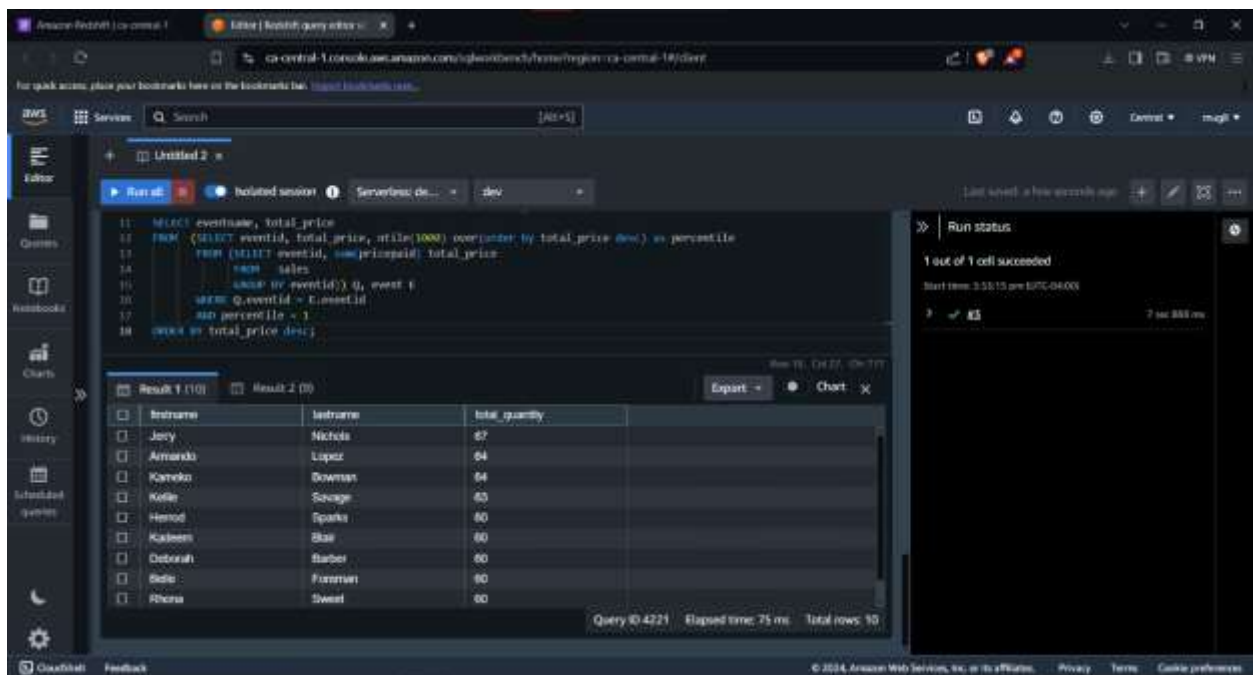 Amazon Redshift | ca-central-1
Editor | Redshift query editor
ca-central-1.console.aws.amazon.com/sqlworkbench/home?region=ca-central-1#/client
VPN
For quick access, place your bookmarks here on the bookmarks bar. Import bookmarks now...
aws Services Search [Alt+S] Central
Editor
Queries
Notebooks
Charts
History
Scheduled queries
Untitled 2
Run all Isolated session Serverless: de... dev
Last saved: a few seconds ago
11 SELECT eventname, total_price
12 FROM (SELECT eventid, total_price, ntile(1000) over(order by total_price desc) as percentile
13 FROM (SELECT eventid, sum(pricepaid) total_price
14 FROM sales
15 GROUP BY eventid)) Q, event E
16 WHERE Q.eventid = E.eventid
17 AND percentile = 1
18 ORDER BY total_price desc;
Result 1 (10) Result 2 (9)
Export Chart
firstname lastname total_quantity
Jerry Nichols 67
Armando Lopez 64
Kameko Bowman 64
Kellie Savage 63
Herrod Sparks 60
Kadeem Blair 60
Deborah Barber 60
Belle Foreman 60
Rhona Sweet 60
Query ID 4221 Elapsed time: 75 ms Total rows: 10
Run status
1 out of 1 cell succeeded
CloudShell Feedback
© 2024, Amazon Web Services, Inc. or its affiliates. Privacy Terms Cookie preferences